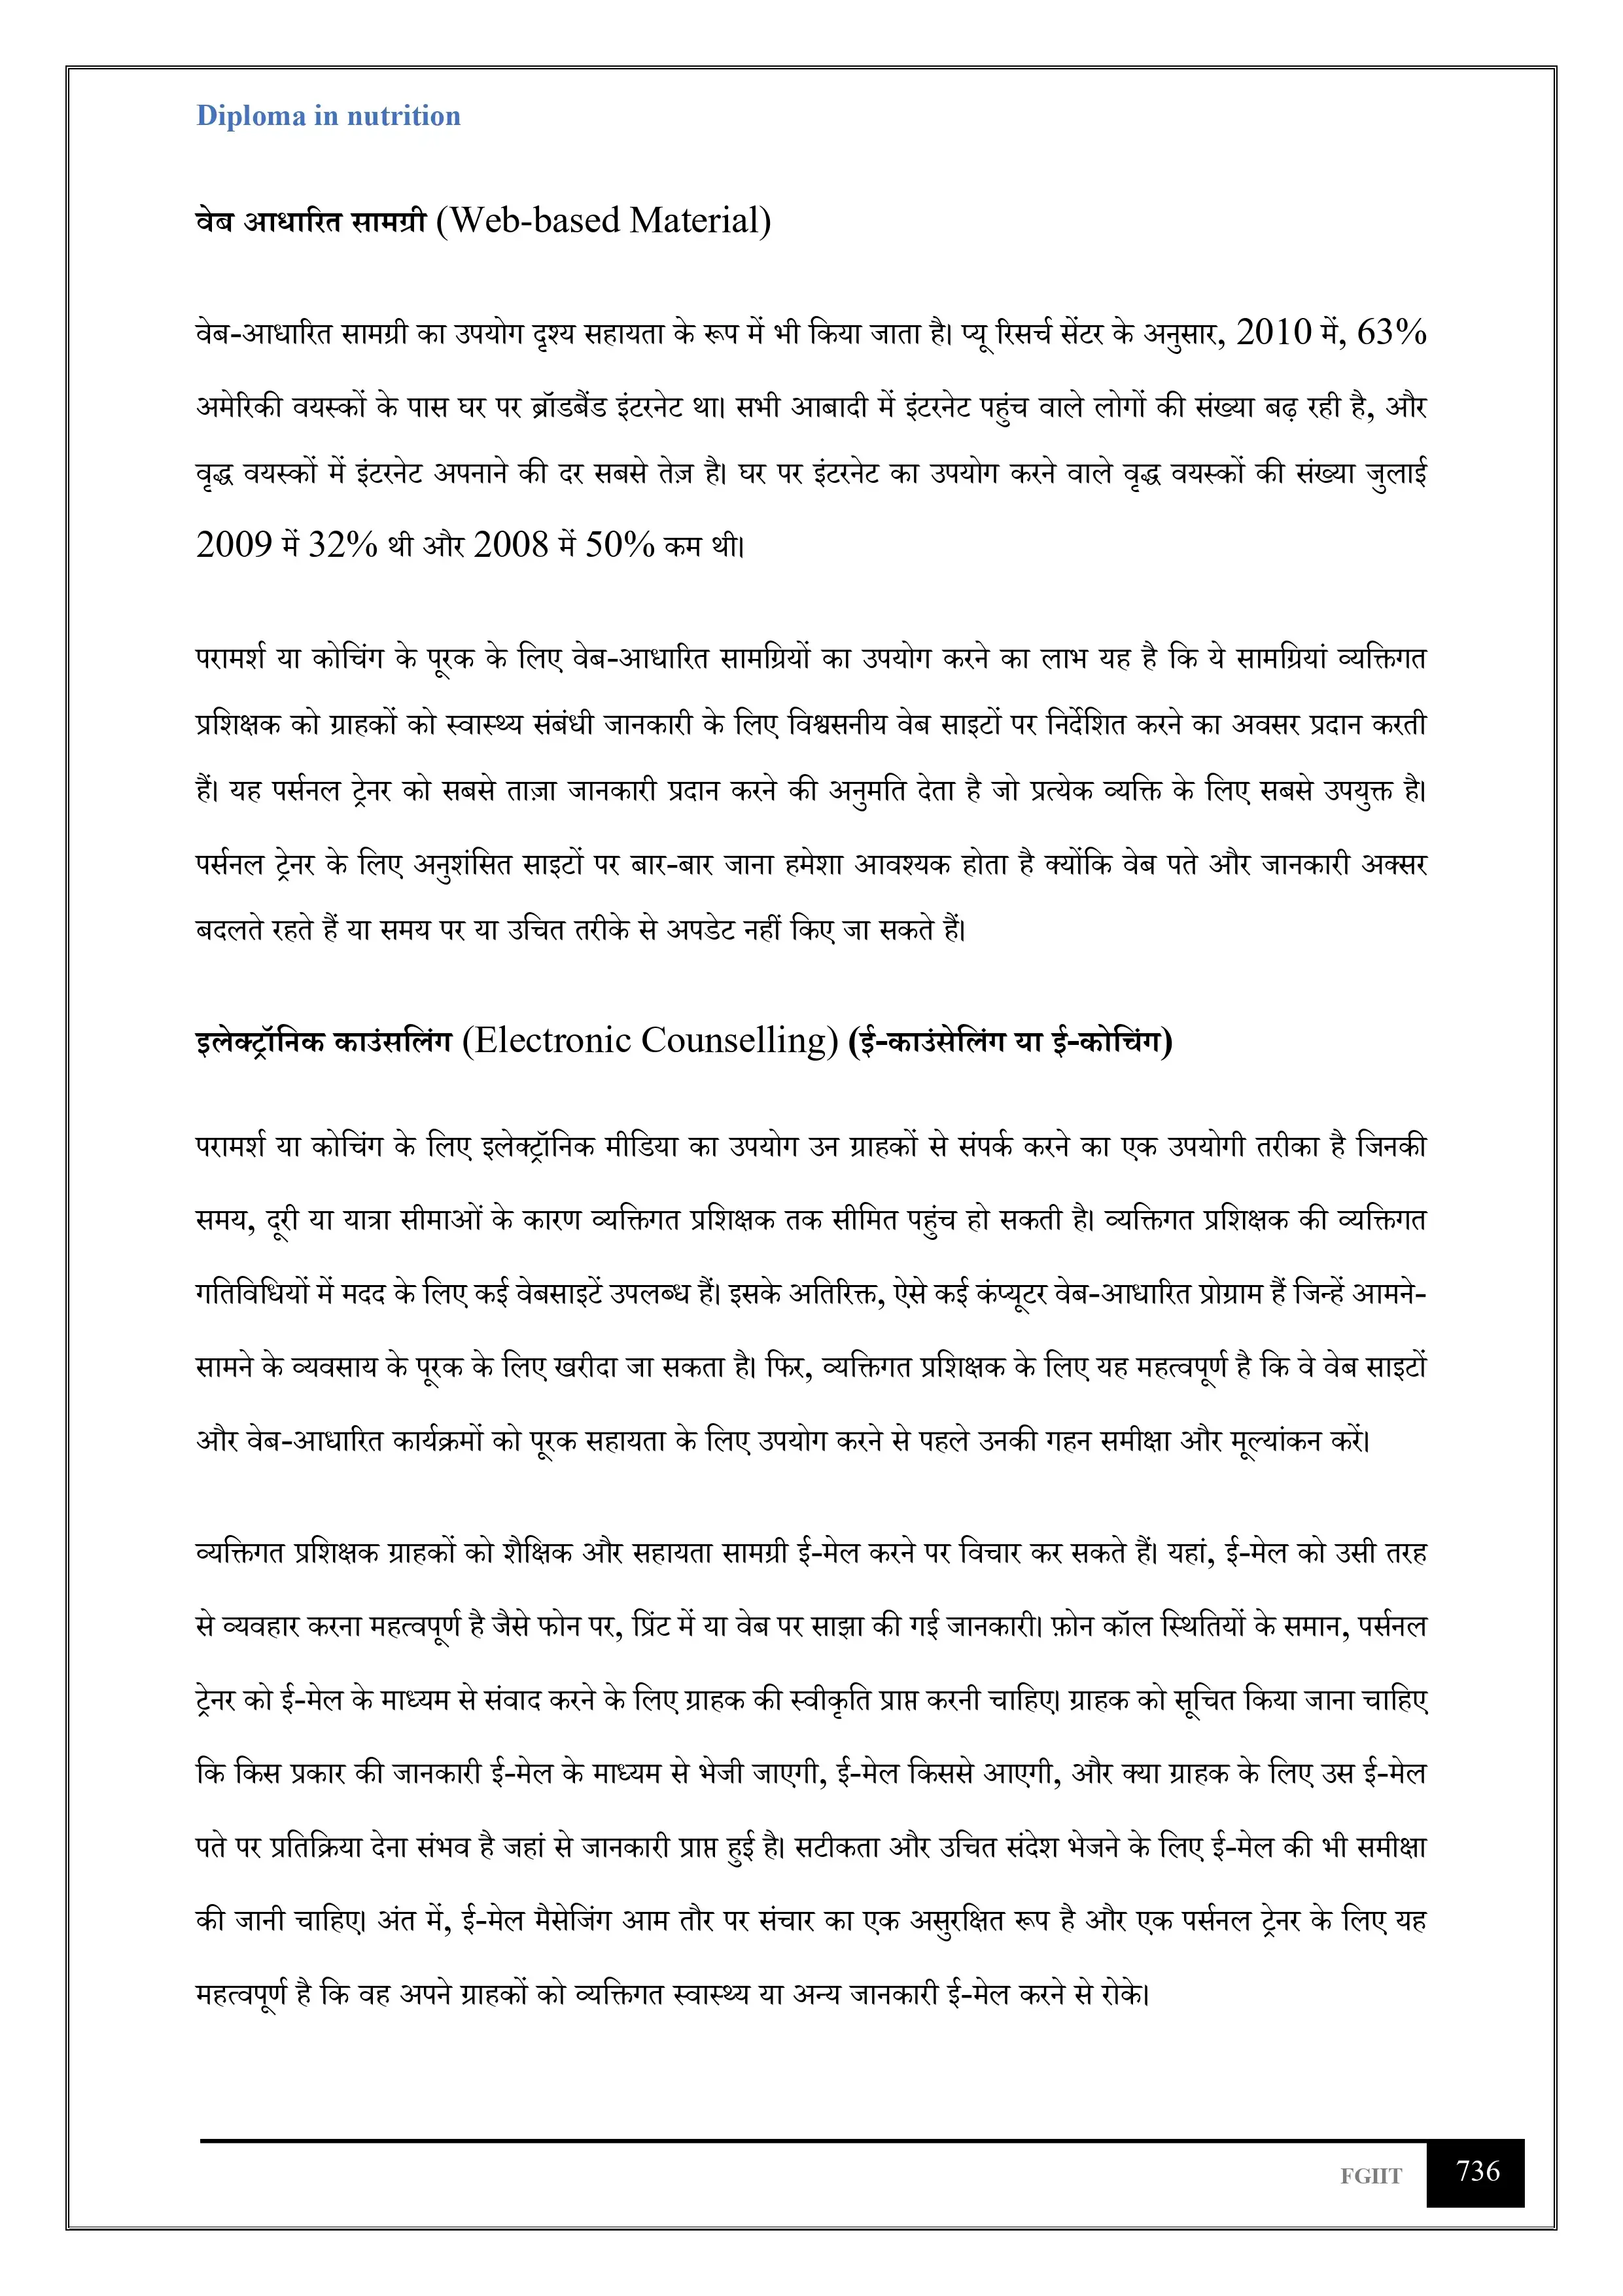 Diploma in nutrition
वेब आधारित सामग्री (Web-based Material)
वेब-आधारित सामग्री का उपयोग दृश्य सहायता के रूप में भी किया जाता है। प्यू रिसर्च सेंटर के अनुसार, 2010 में, 63%
अमेरिकी वयस्कों के पास घर पर ब्रॉडबैंड इंटरनेट था। सभी आबादी में इंटरनेट पहुंच वाले लोगों की संख्या बढ़ रही है, और
वृद्ध वयस्कों में इंटरनेट अपनाने की दर सबसे तेज़ है। घर पर इंटरनेट का उपयोग करने वाले वृद्ध वयस्कों की संख्या जुलाई
2009 में 32% थी और 2008 में 50% कम थी।
परामर्श या कोचिंग के पूरक के लिए वेब-आधारित सामग्रियों का उपयोग करने का लाभ यह है कि ये सामग्रियां व्यक्तिगत
प्रशिक्षक को ग्राहकों को स्वास्थ्य संबंधी जानकारी के लिए विश्वसनीय वेब साइटों पर निर्देशित करने का अवसर प्रदान करती
हैं। यह पर्सनल ट्रेनर को सबसे ताज़ा जानकारी प्रदान करने की अनुमति देता है जो प्रत्येक व्यक्ति के लिए सबसे उपयुक्त है।
पर्सनल ट्रेनर के लिए अनुशंसित साइटों पर बार-बार जाना हमेशा आवश्यक होता है क्योंकि वेब पते और जानकारी अक्सर
बदलते रहते हैं या समय पर या उचित तरीके से अपडेट नहीं किए जा सकते हैं।
इलेक्ट्रॉनिक काउंसलिंग (Electronic Counselling) (ई-काउंसेलिंग या ई-कोचिंग)
परामर्श या कोचिंग के लिए इलेक्ट्रॉनिक मीडिया का उपयोग उन ग्राहकों से संपर्क करने का एक उपयोगी तरीका है जिनकी
समय, दूरी या यात्रा सीमाओं के कारण व्यक्तिगत प्रशिक्षक तक सीमित पहुंच हो सकती है। व्यक्तिगत प्रशिक्षक की व्यक्तिगत
गतिविधियों में मदद के लिए कई वेबसाइटें उपलब्ध हैं। इसके अतिरिक्त, ऐसे कई कंप्यूटर वेब-आधारित प्रोग्राम हैं जिन्हें आमने-
सामने के व्यवसाय के पूरक के लिए खरीदा जा सकता है। फिर, व्यक्तिगत प्रशिक्षक के लिए यह महत्वपूर्ण है कि वे वेब साइटों
और वेब-आधारित कार्यक्रमों को पूरक सहायता के लिए उपयोग करने से पहले उनकी गहन समीक्षा और मूल्यांकन करें।
व्यक्तिगत प्रशिक्षक ग्राहकों को शैक्षिक और सहायता सामग्री ई-मेल करने पर विचार कर सकते हैं। यहां, ई-मेल को उसी तरह
से व्यवहार करना महत्वपूर्ण है जैसे फोन पर, प्रिंट में या वेब पर साझा की गई जानकारी। फ़ोन कॉल स्थितियों के समान, पर्सनल
ट्रेनर को ई-मेल के माध्यम से संवाद करने के लिए ग्राहक की स्वीकृति प्राप्त करनी चाहिए। ग्राहक को सूचित किया जाना चाहिए
कि किस प्रकार की जानकारी ई-मेल के माध्यम से भेजी जाएगी, ई-मेल किससे आएगी, और क्या ग्राहक के लिए उस ई-मेल
पते पर प्रतिक्रिया देना संभव है जहां से जानकारी प्राप्त हुई है। सटीकता और उचित संदेश भेजने के लिए ई-मेल की भी समीक्षा
की जानी चाहिए। अंत में, ई-मेल मैसेजिंग आम तौर पर संचार का एक असुरक्षित रूप है और एक पर्सनल ट्रेनर के लिए यह
महत्वपूर्ण है कि वह अपने ग्राहकों को व्यक्तिगत स्वास्थ्य या अन्य जानकारी ई-मेल करने से रोके।
FGIIT 736